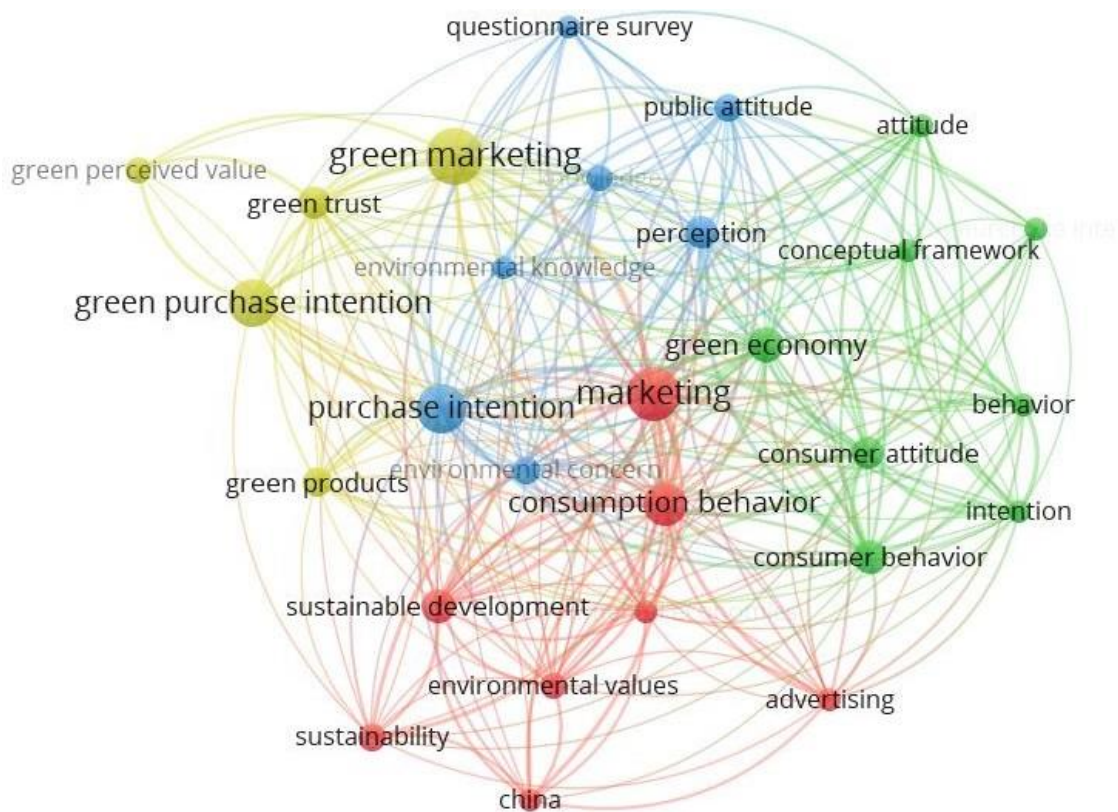 questionnaire survey
public attitude
attitude
green marketing
green perceived value
knowledge
green trust
perception
conceptual framework
environmental knowledge
green purchase intention
green economy
marketing
purchase intention
behavior
consumer attitude
environmental concern
green products
consumption behavior
intention
consumer behavior
sustainable development
environmental values
advertising
sustainability
china